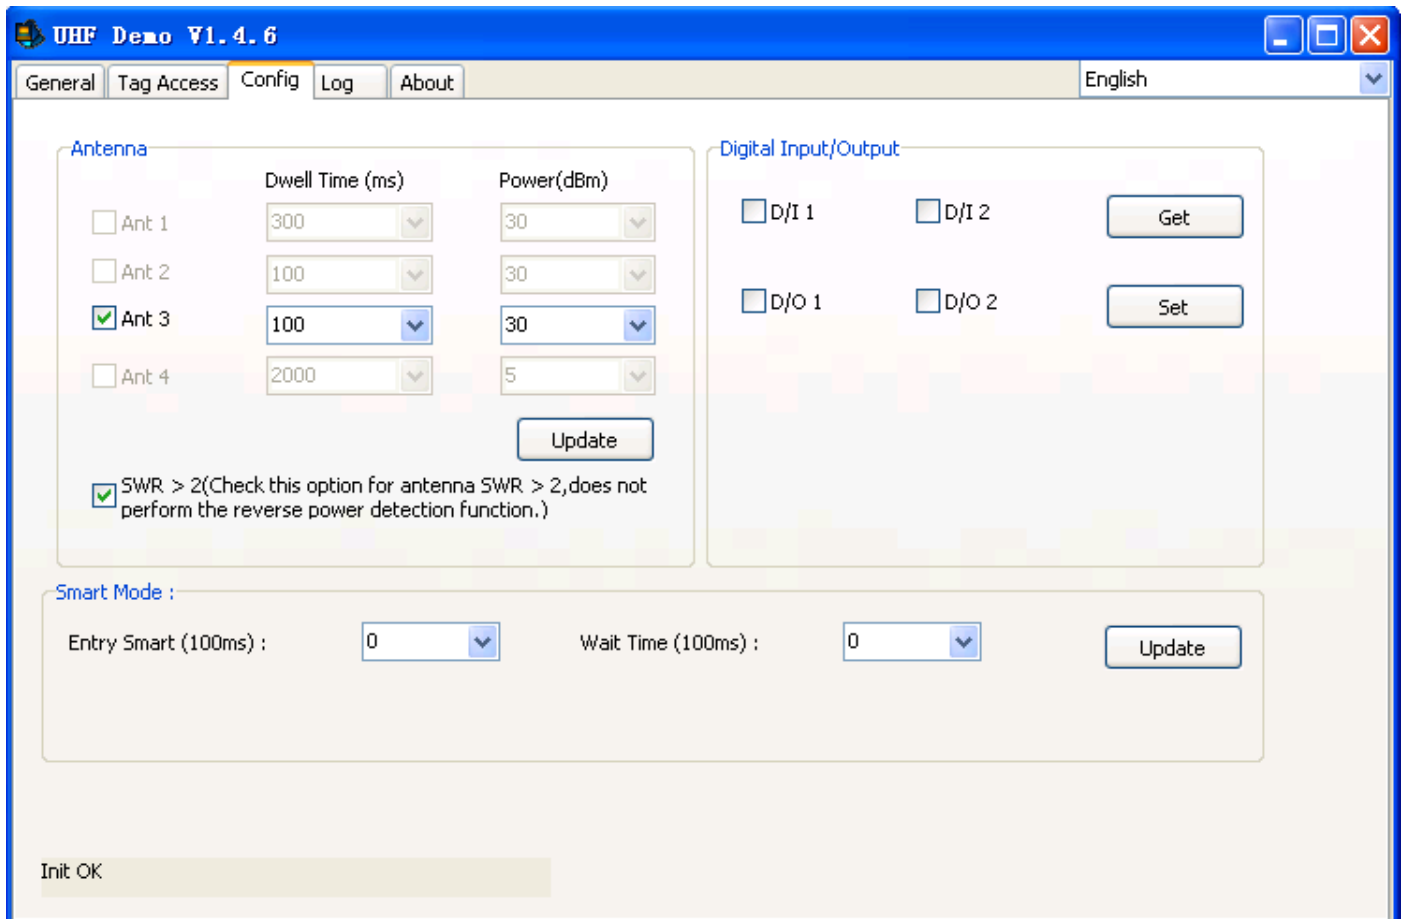 UHF Demo V1.4.6
General Tag Access Config Log About English
Antenna
Dwell Time (ms) Power(dBm)
Ant 1 300 30
Ant 2 100 30
Ant 3 100 30
Ant 4 2000 5
Update
SWR > 2(Check this option for antenna SWR > 2,does not
perform the reverse power detection function.)
Digital Input/Output
D/I 1 D/I 2 Get
D/O 1 D/O 2 Set
Smart Mode :
Entry Smart (100ms) : 0 Wait Time (100ms) : 0 Update
Init OK